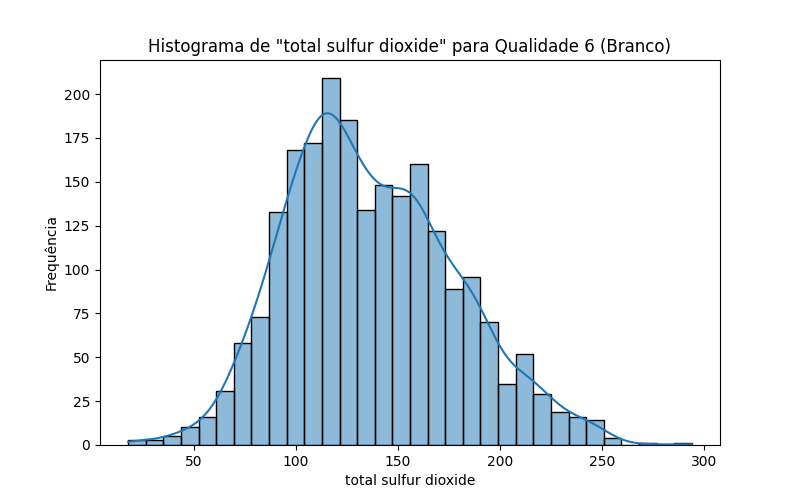 Histograma de "total sulfur dioxide" para Qualidade 6 (Branco)
Frequência
200
175
150
125
100
75
50
25
0
50 100 150 200 250 300
total sulfur dioxide